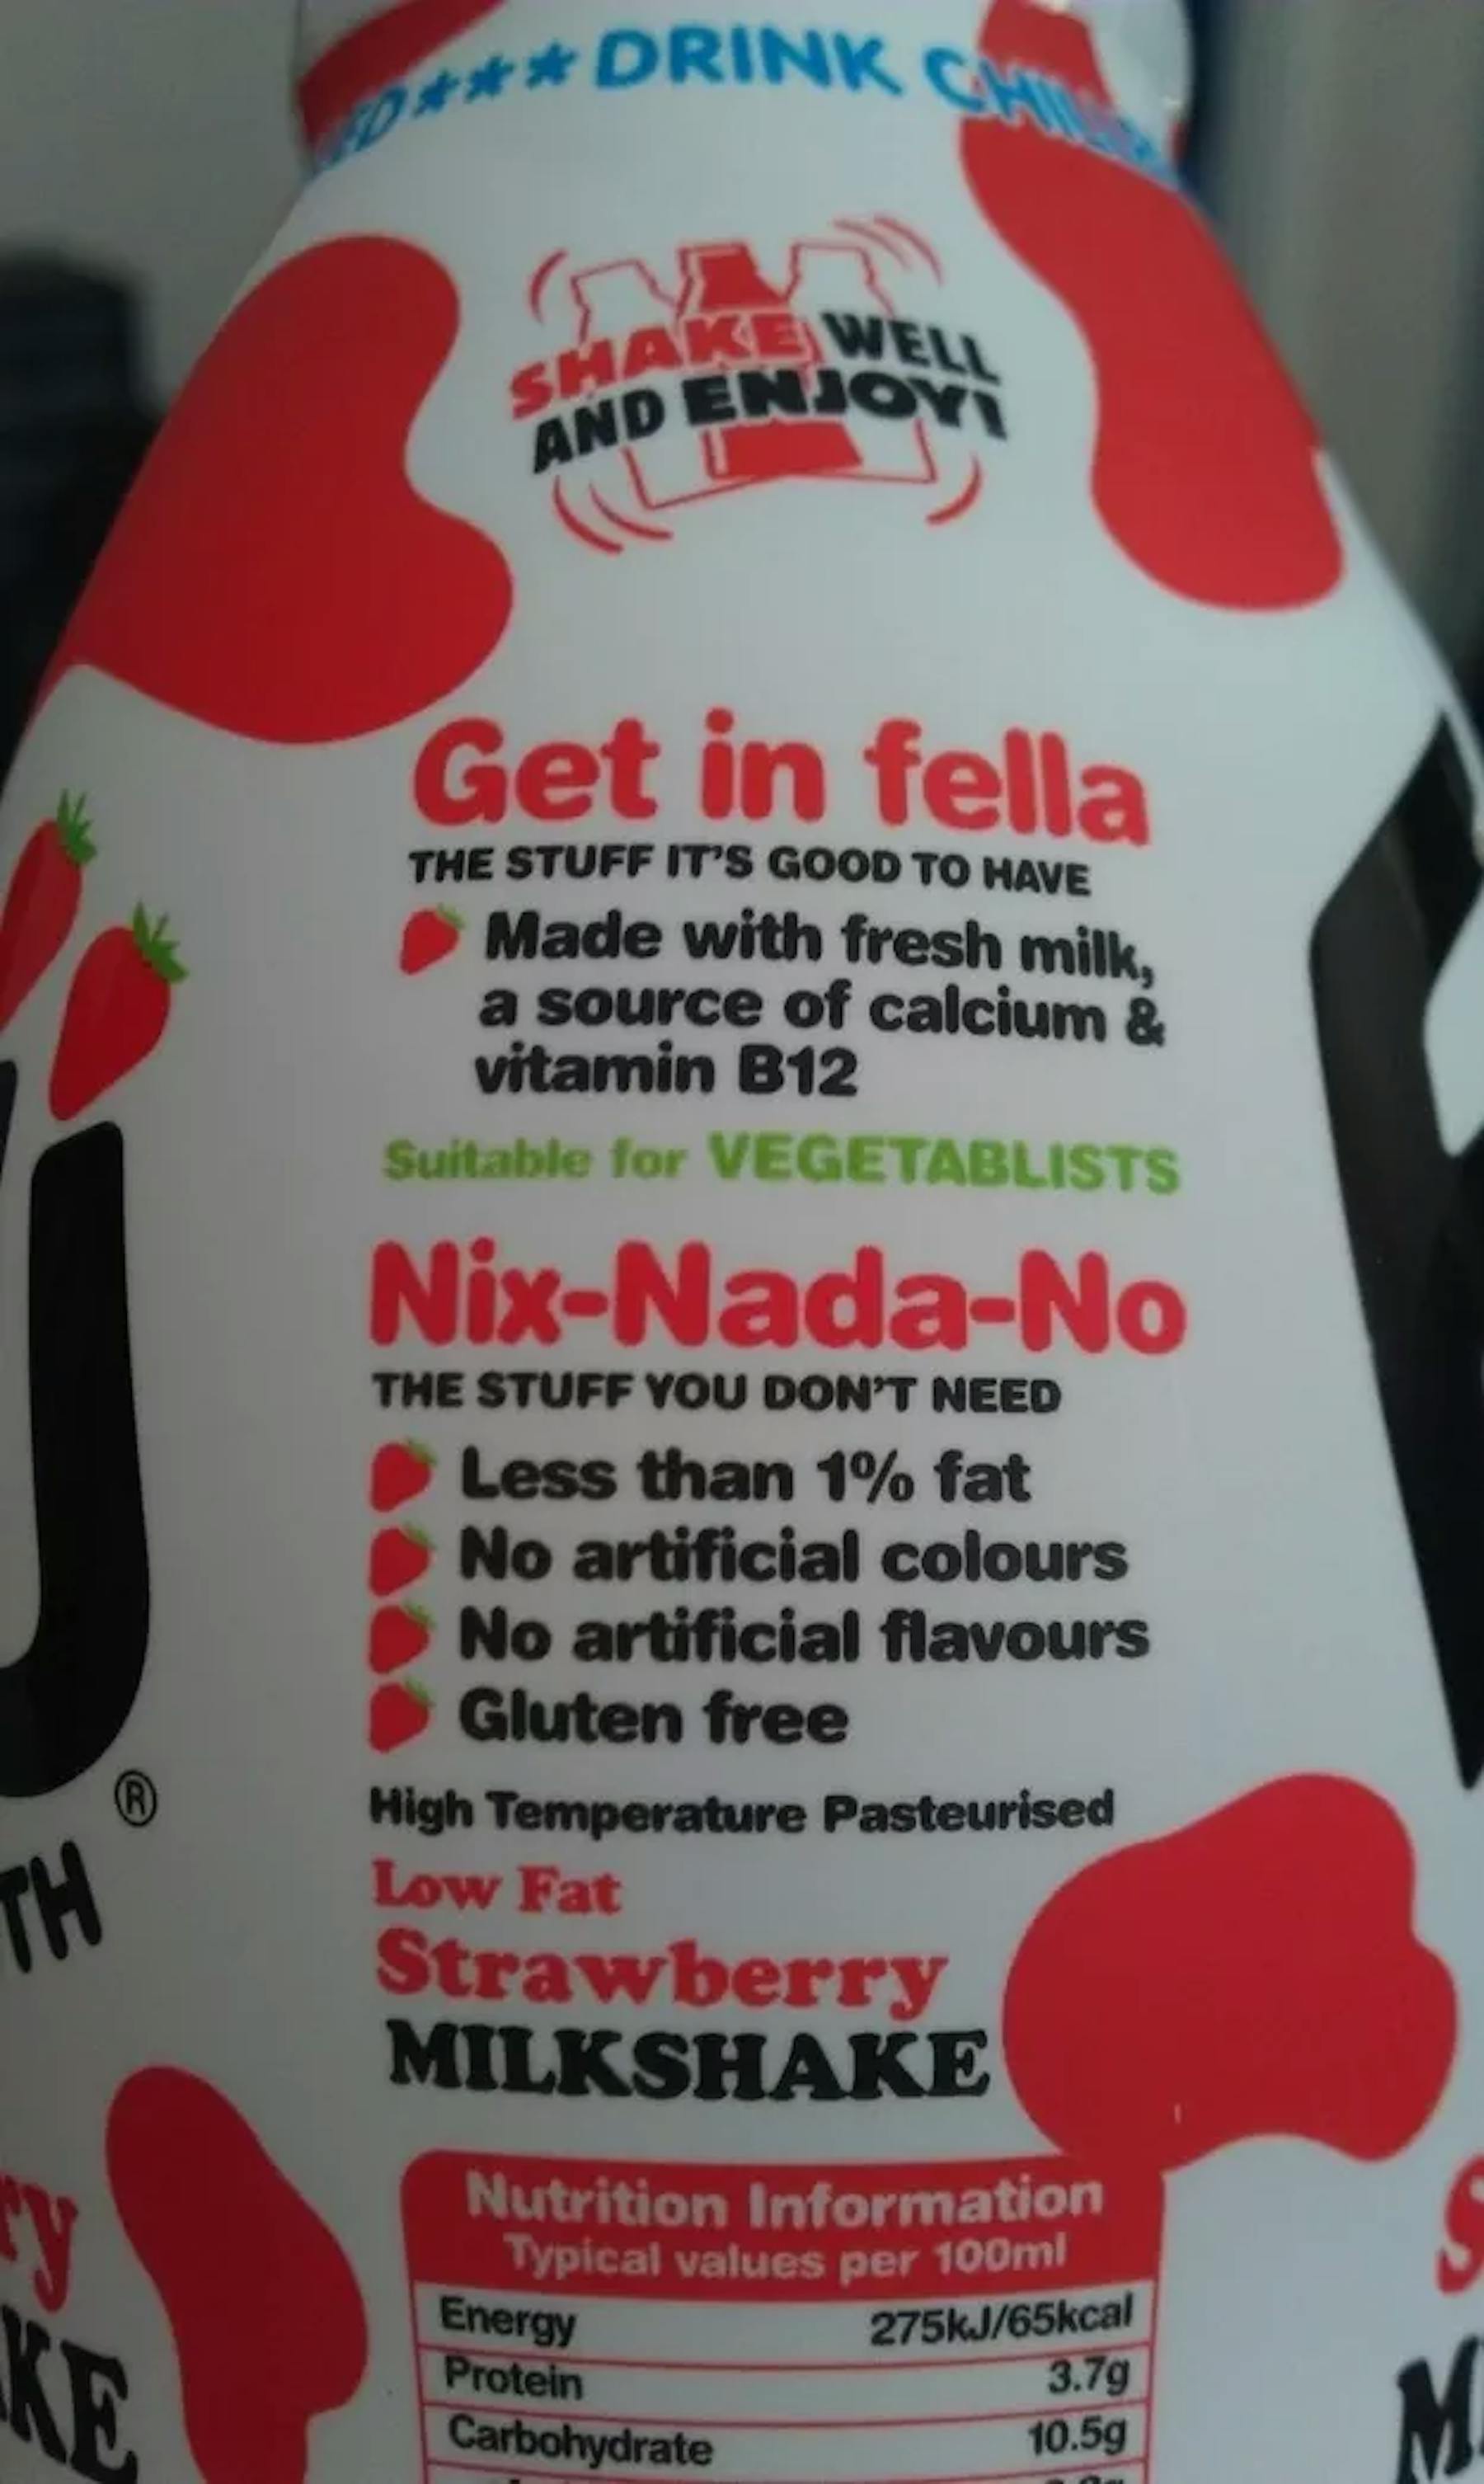 DRINK
SHAKE WELL
AND ENJOY!
Get in fella
THE STUFF IT'S GOOD TO HAVE
Made with fresh milk,
a source of calcium &
vitamin B12
Suitable for VEGETABLISTS
Nix-Nada-No
THE STUFF YOU DON'T NEED
Less than 1% fat
No artificial colours
No artificial flavours
Gluten free
High Temperature Pasteurised
®
TH
Low Fat
Strawberry
MILKSHAKE
Nutrition Information
Typical values per 100ml
Energy 275kJ/65kcal
Protein 3.7g
Carbohydrate 10.5g